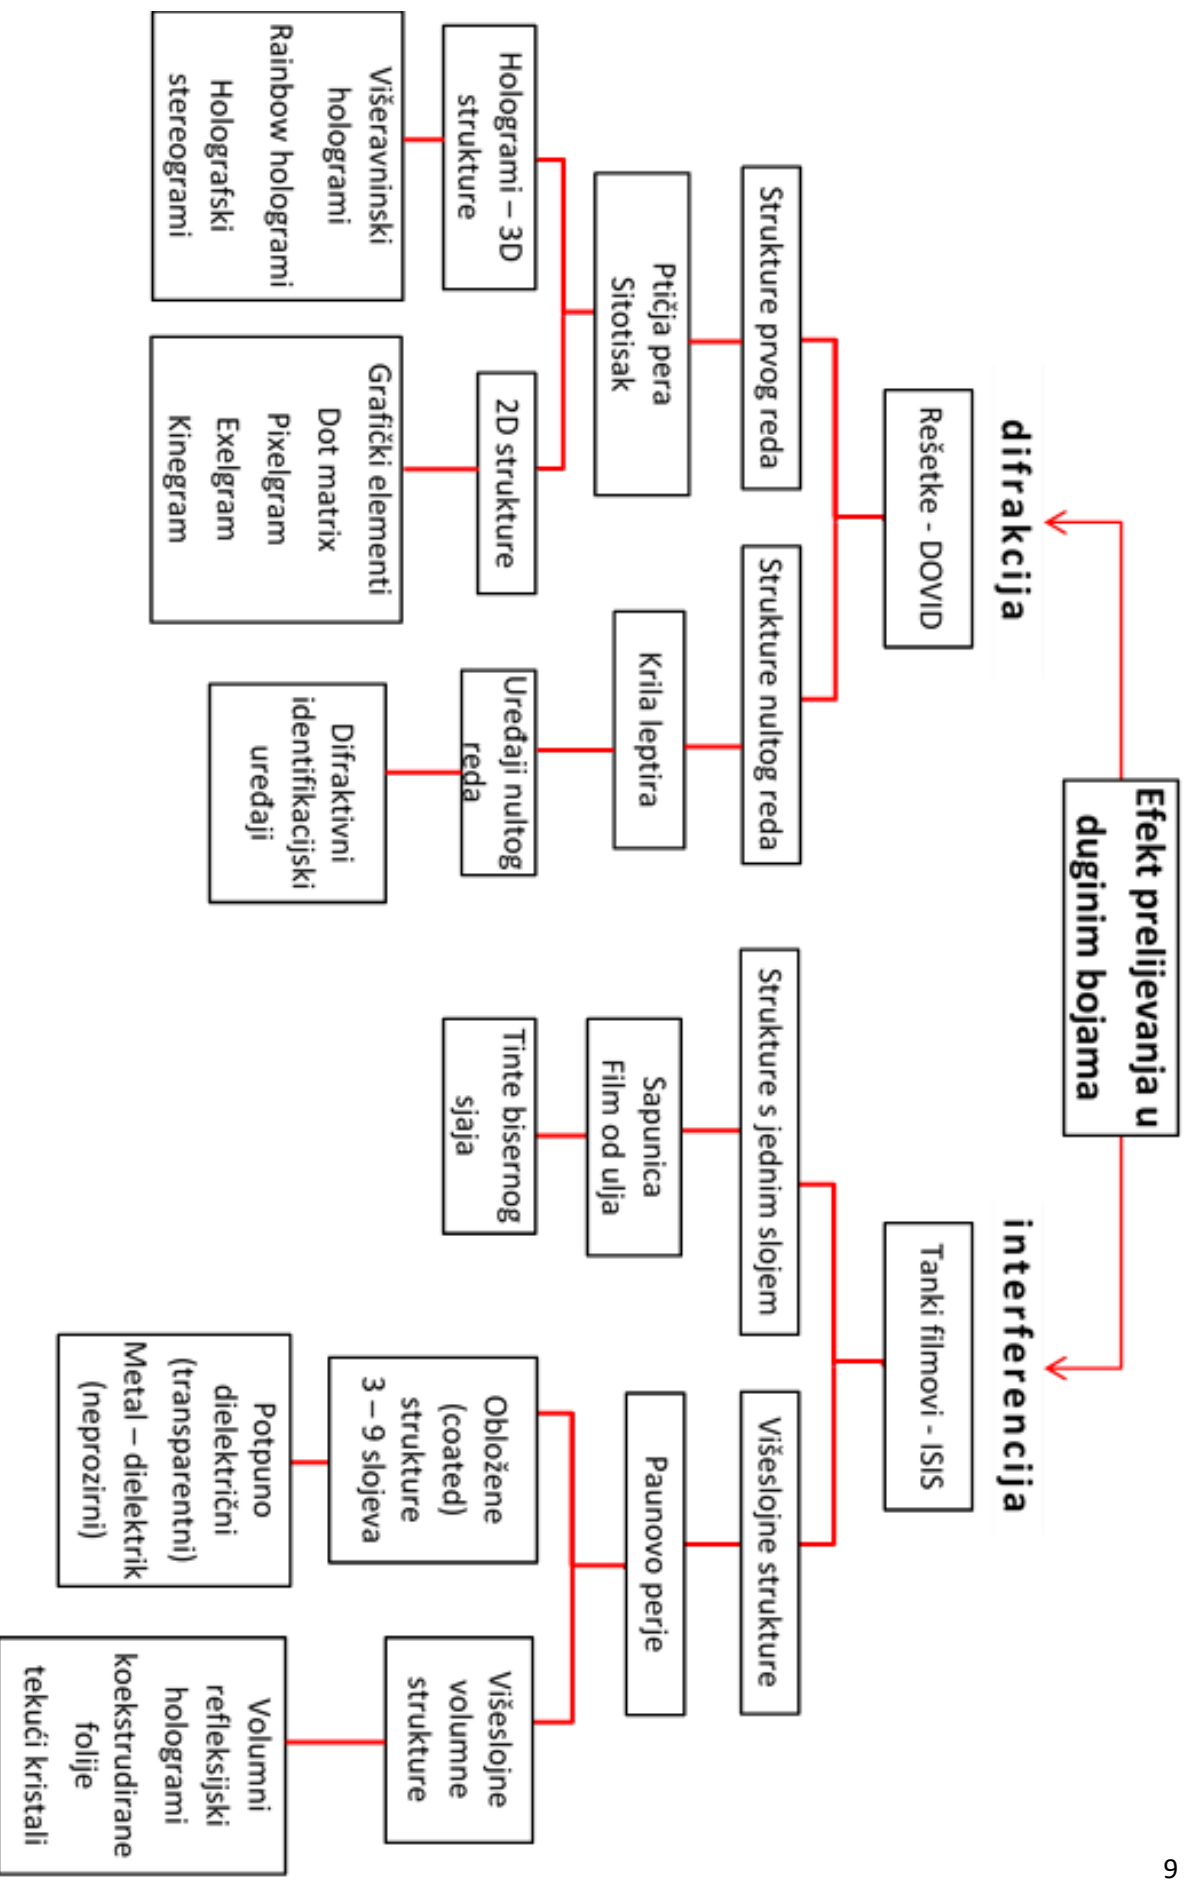 Efekt prelijevanja u
duginim bojama
difrakcija
Rešetke - DOVID
Strukture prvog reda
Ptičja pera
Sitotisak
Hologrami – 3D
strukture
Višeravninski
hologrami
Rainbow hologrami
Holografski
stereogrami
2D strukture
Grafički elementi
Dot matrix
Pixelgram
Exelgram
Kinegram
Strukture nultog reda
Krila leptira
Uređaji nultog
reda
Difraktivni
identifikacijski
uređaji
interferencija
Tanki filmovi - ISIS
Strukture s jednim slojem
Sapunica
Film od ulja
Tinte bisernog
sjaja
Višeslojne strukture
Paunovo perje
Obložene
(coated)
strukture
3 – 9 slojeva
Potpuno
dielektrični
(transparentni)
Metal – dielektrik
(neprozirni)
Višeslojne
volumne
strukture
Volumni
refleksijski
hologrami
koekstrudirane
folije
tekući kristali
9